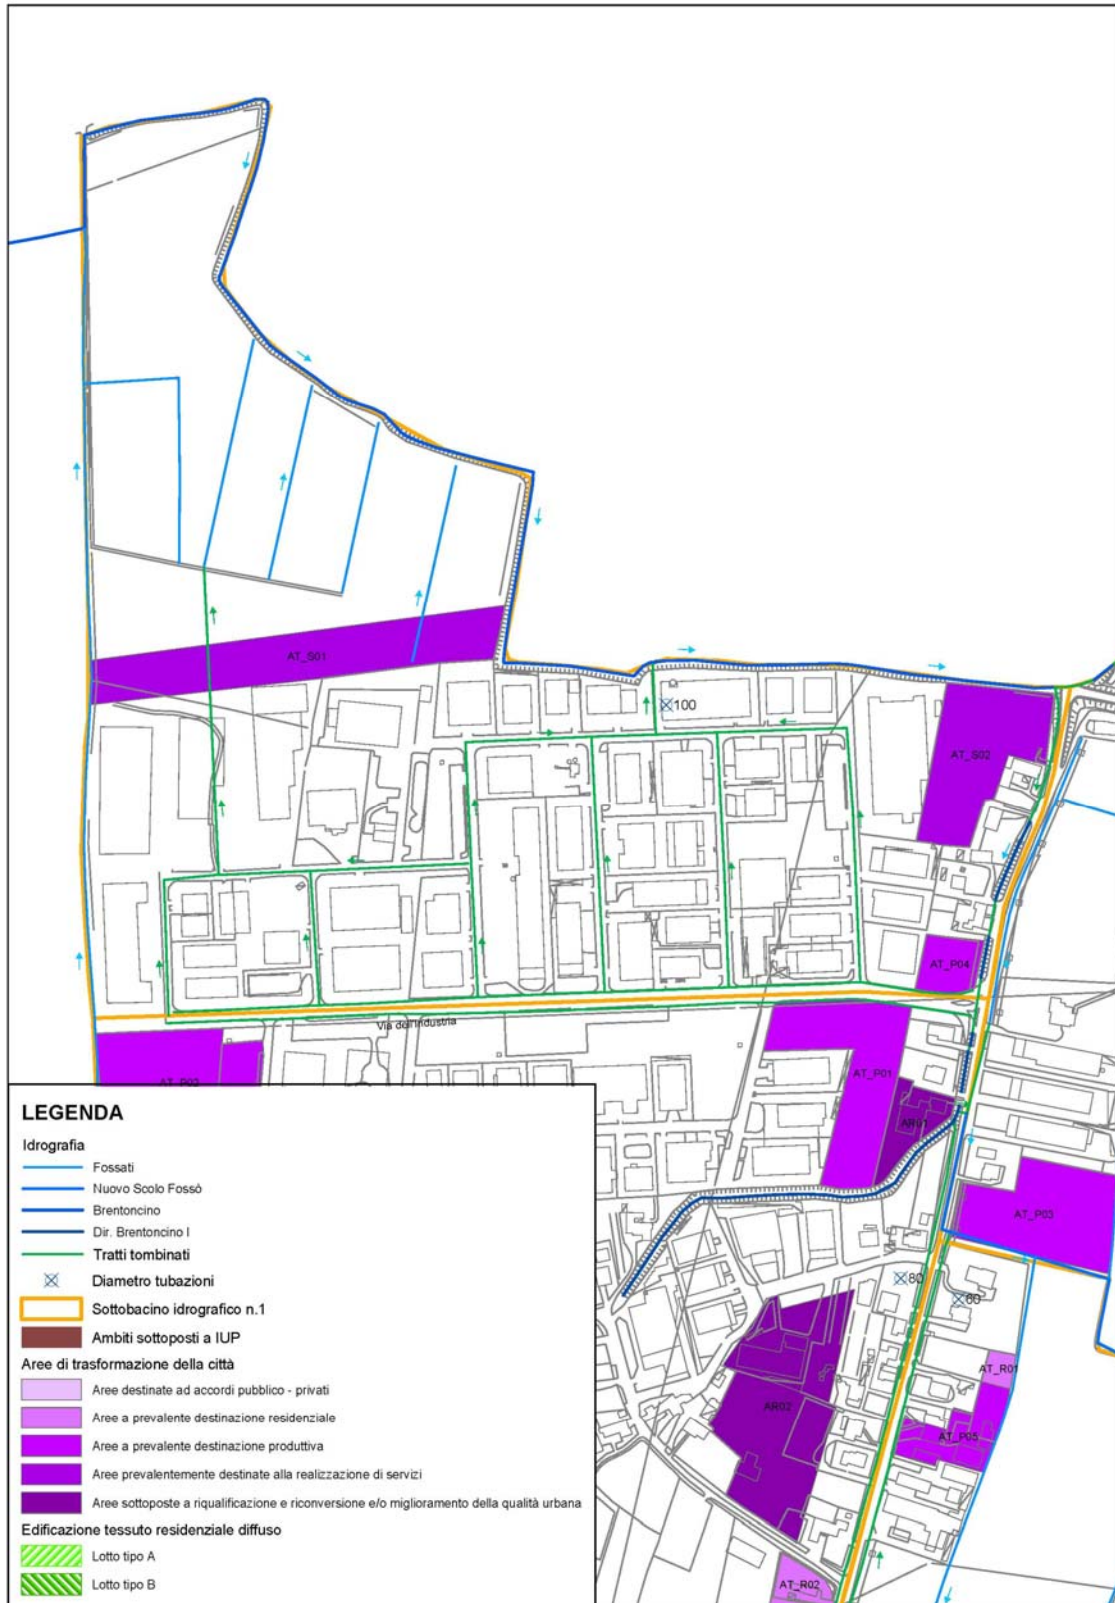 AT_S01
100
AT_S02
AT_P04
Via dell'Industria
AT_P01
AR01
AT_P03
80
60
AT_R01
AR02
AT_P05
AT_R02
LEGENDA
Idrografia
Fossati
Nuovo Scolo Fossò
Brentoncino
Dir. Brentoncino I
Tratti tombinati
Diametro tubazioni
Sottobacino idrografico n.1
Ambiti sottoposti a IUP
Aree di trasformazione della città
Aree destinate ad accordi pubblico - privati
Aree a prevalente destinazione residenziale
Aree a prevalente destinazione produttiva
Aree prevalentemente destinate alla realizzazione di servizi
Aree sottoposte a riqualificazione e riconversione e/o miglioramento della qualità urbana
Edificazione tessuto residenziale diffuso
Lotto tipo A
Lotto tipo B